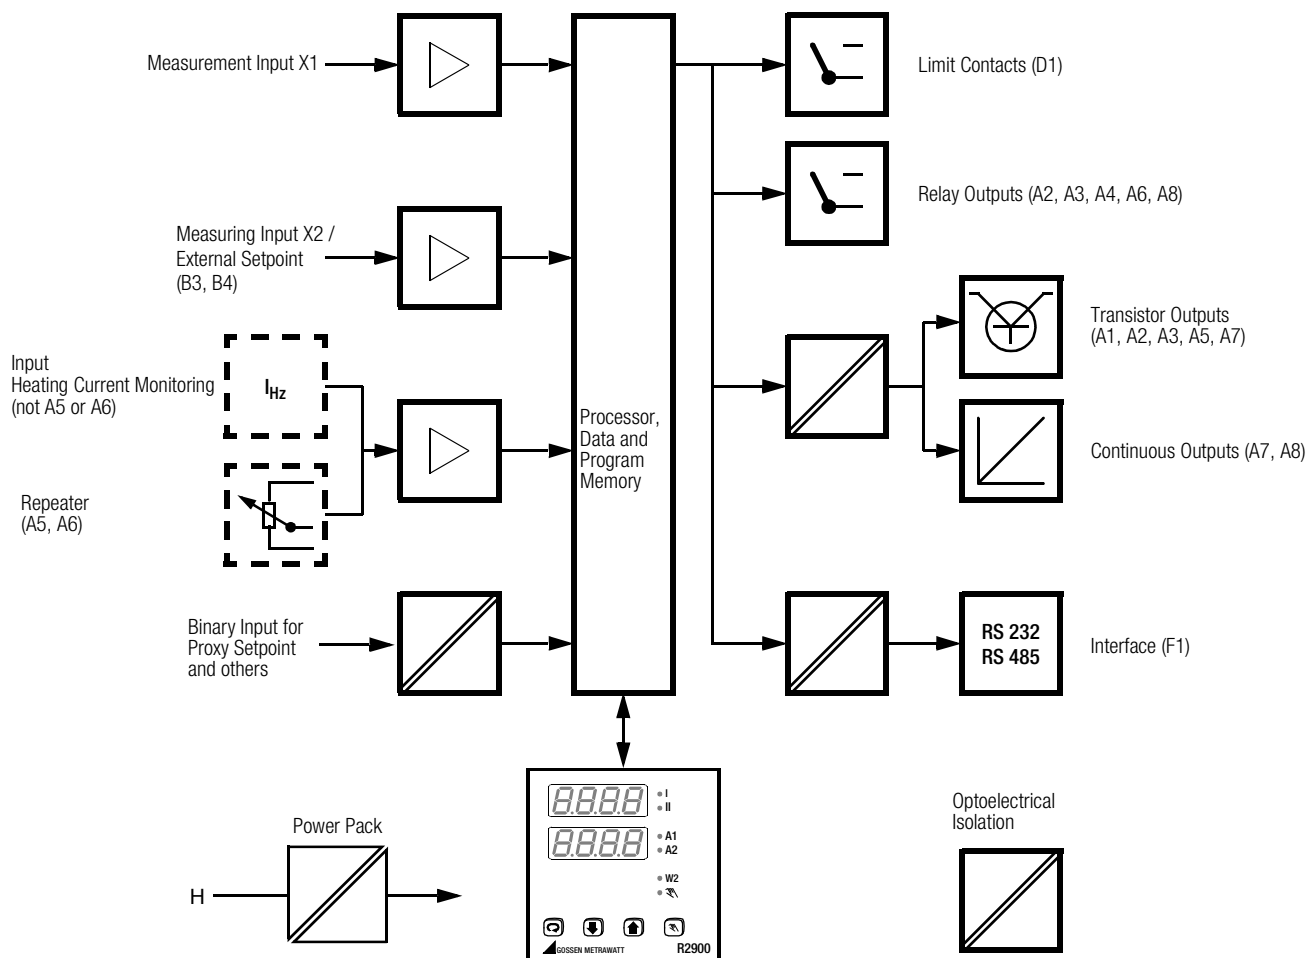 Measurement Input X1
Limit Contacts (D1)
Relay Outputs (A2, A3, A4, A6, A8)
Measuring Input X2 /
External Setpoint
(B3, B4)
Transistor Outputs
(A1, A2, A3, A5, A7)
Input
Heating Current Monitoring
(not A5 or A6)
IHz
Processor,
Data and
Program
Memory
Continuous Outputs (A7, A8)
Repeater
(A5, A6)
Binary Input for
Proxy Setpoint
and others
RS 232
RS 485
Interface (F1)
8.8.8.8
I
II
8.8.8.8
A1
A2
W2
GOSSEN METRAWATT
R2900
Power Pack
H
Optoelectrical
Isolation